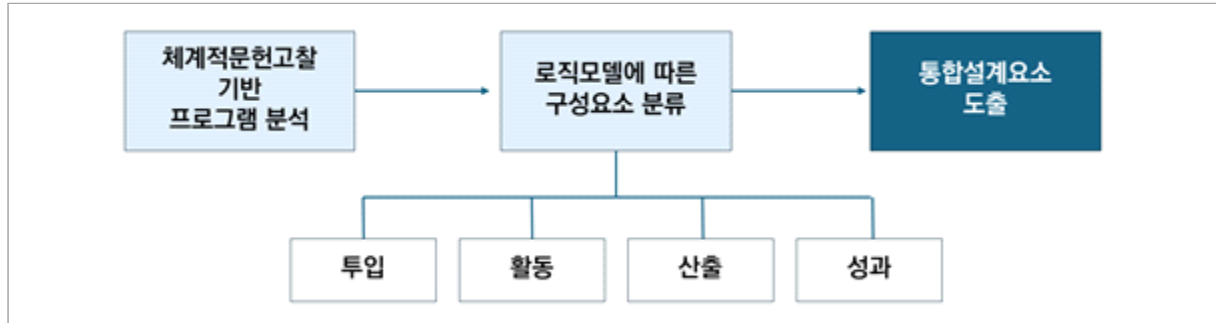 체계적문헌고찰
기반
프로그램 분석
로직모델에 따른
구성요소 분류
통합설계요소
도출
투입
활동
산출
성과